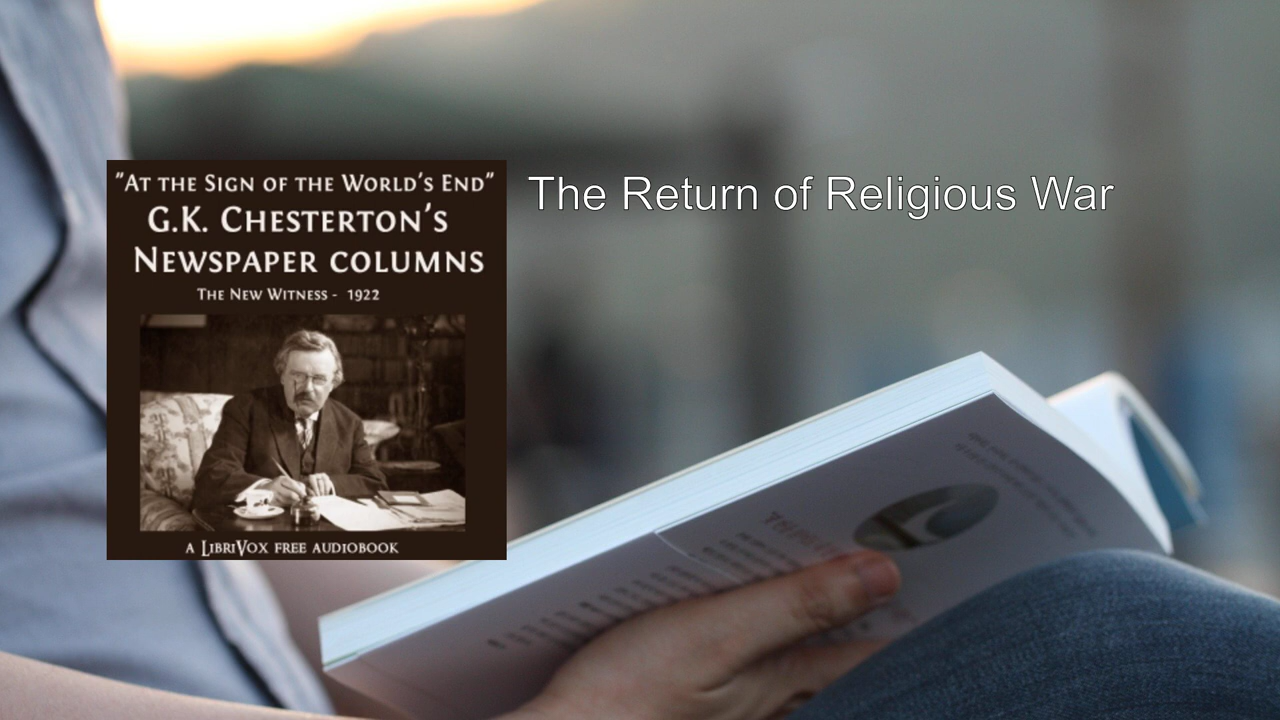 "At the Sign of the World's End"
G.K. Chesterton's
Newspaper columns
The New Witness - 1922
a LibriVox free audiobook
The Return of Religious War